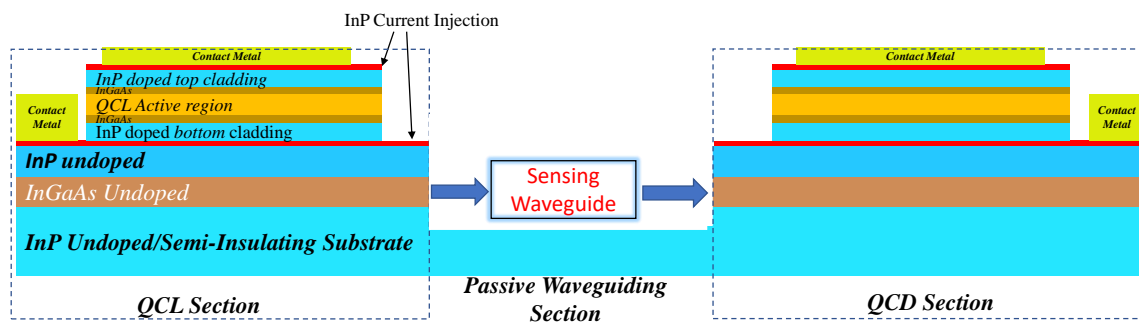 InP Current Injection
Contact Metal
InP doped top cladding
InGaAs
QCL Active region
InGaAs
InP doped bottom cladding
Contact
Metal
InP undoped
InGaAs Undoped
InP Undoped/Semi-Insulating Substrate
QCL Section
Sensing
Waveguide
Passive Waveguiding
Section
Contact Metal
Contact
Metal
QCD Section